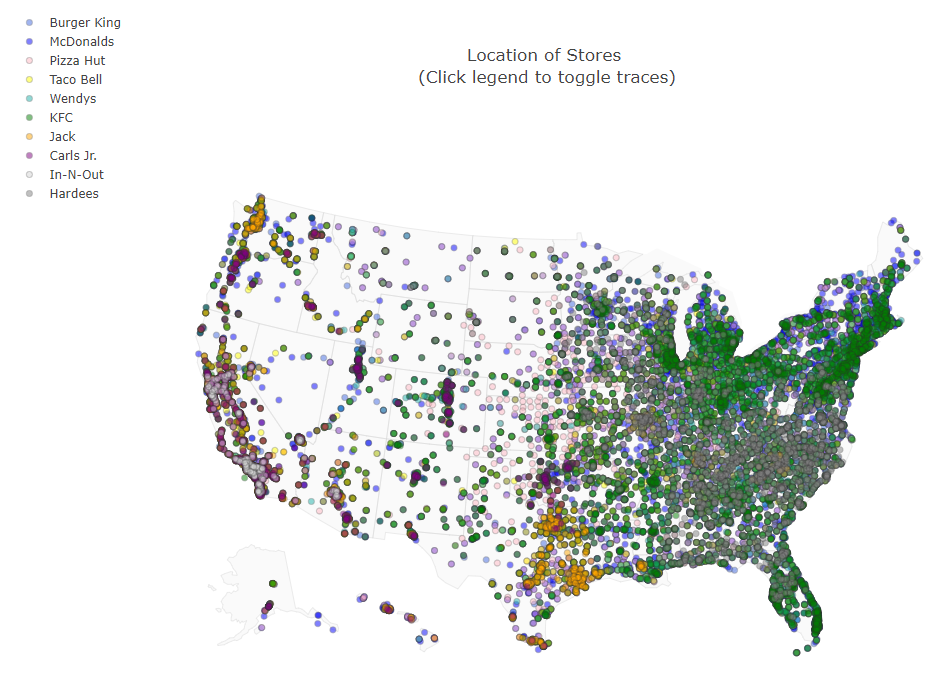 Burger King
McDonalds
Pizza Hut
Taco Bell
Wendys
KFC
Jack
Carls Jr.
In-N-Out
Hardees
Location of Stores
(Click legend to toggle traces)